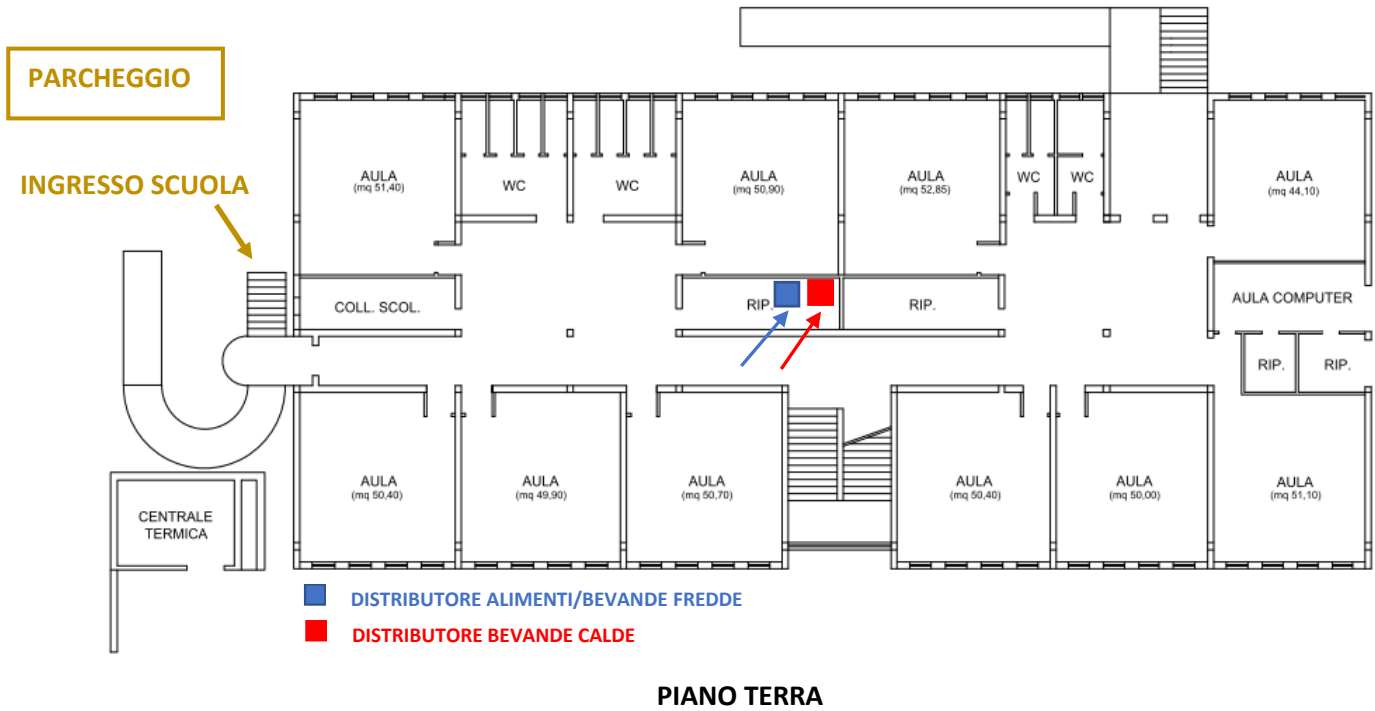 PARCHEGGIO
INGRESSO SCUOLA
AULA
(mq 51,40)
WC
WC
AULA
(mq 50,90)
AULA
(mq 52,85)
WC
WC
AULA
(mq 44,10)
COLL. SCOL.
RIP.
RIP.
AULA COMPUTER
RIP.
RIP.
AULA
(mq 50,40)
AULA
(mq 49,90)
AULA
(mq 50,70)
AULA
(mq 50,40)
AULA
(mq 50,00)
AULA
(mq 51,10)
CENTRALE
TERMICA
DISTRIBUTORE ALIMENTI/BEVANDE FREDDE
DISTRIBUTORE BEVANDE CALDE
PIANO TERRA